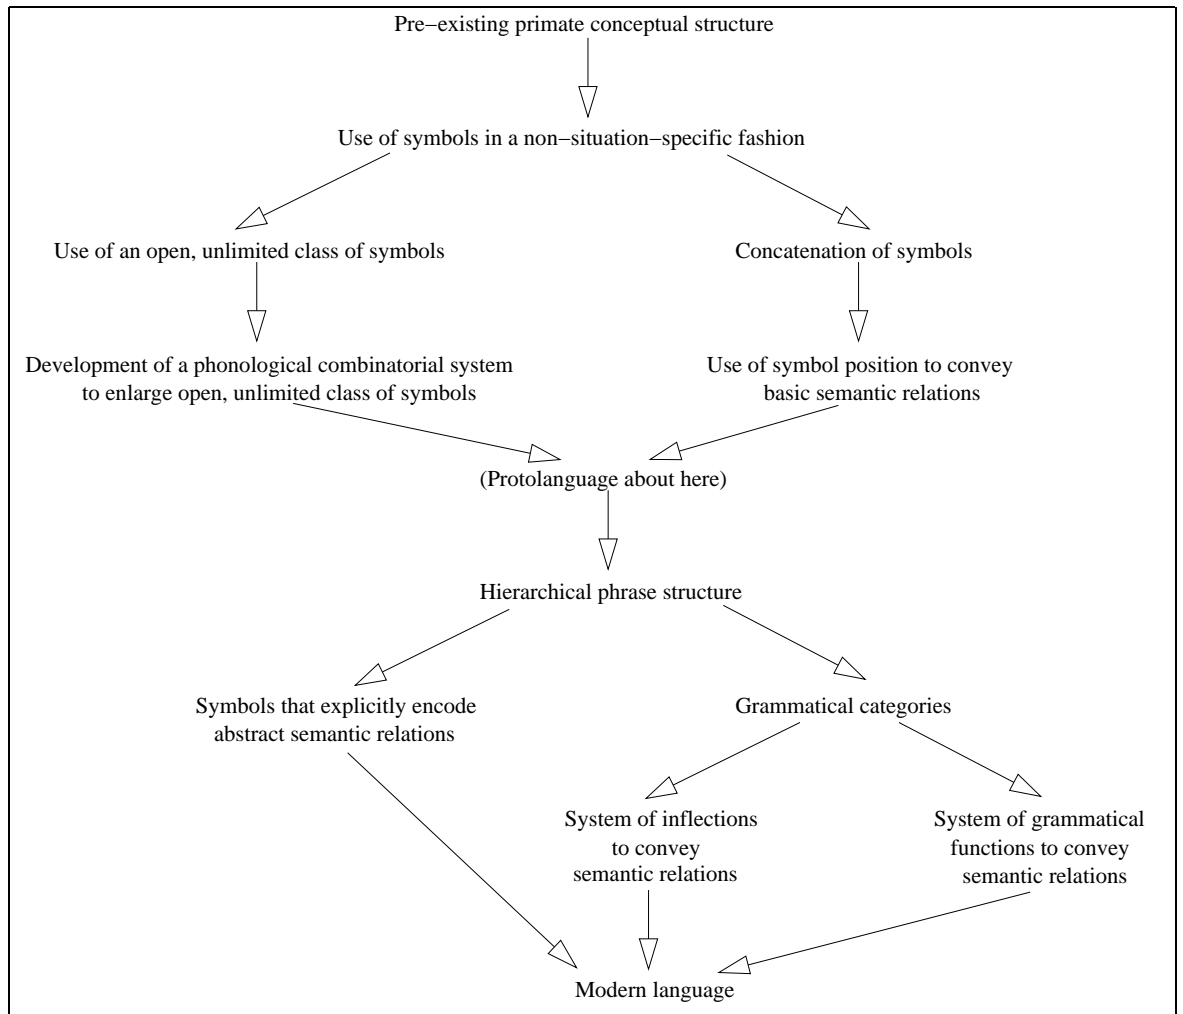 Pre−existing primate conceptual structure
Use of symbols in a non−situation−specific fashion
Use of an open, unlimited class of symbols
Concatenation of symbols
Development of a phonological combinatorial system
to enlarge open, unlimited class of symbols
Use of symbol position to convey
basic semantic relations
(Protolanguage about here)
Hierarchical phrase structure
Symbols that explicitly encode
abstract semantic relations
Grammatical categories
System of inflections
to convey
semantic relations
System of grammatical
functions to convey
semantic relations
Modern language